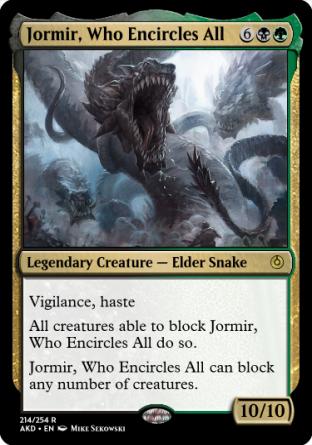 Jormir, Who Encircles All 6
Legendary Creature — Elder Snake
Vigilance, haste
All creatures able to block Jormir,
Who Encircles All do so.
Jormir, Who Encircles All can block
any number of creatures.
10/10
214/254 R
AKD • EN Mike Sekowski